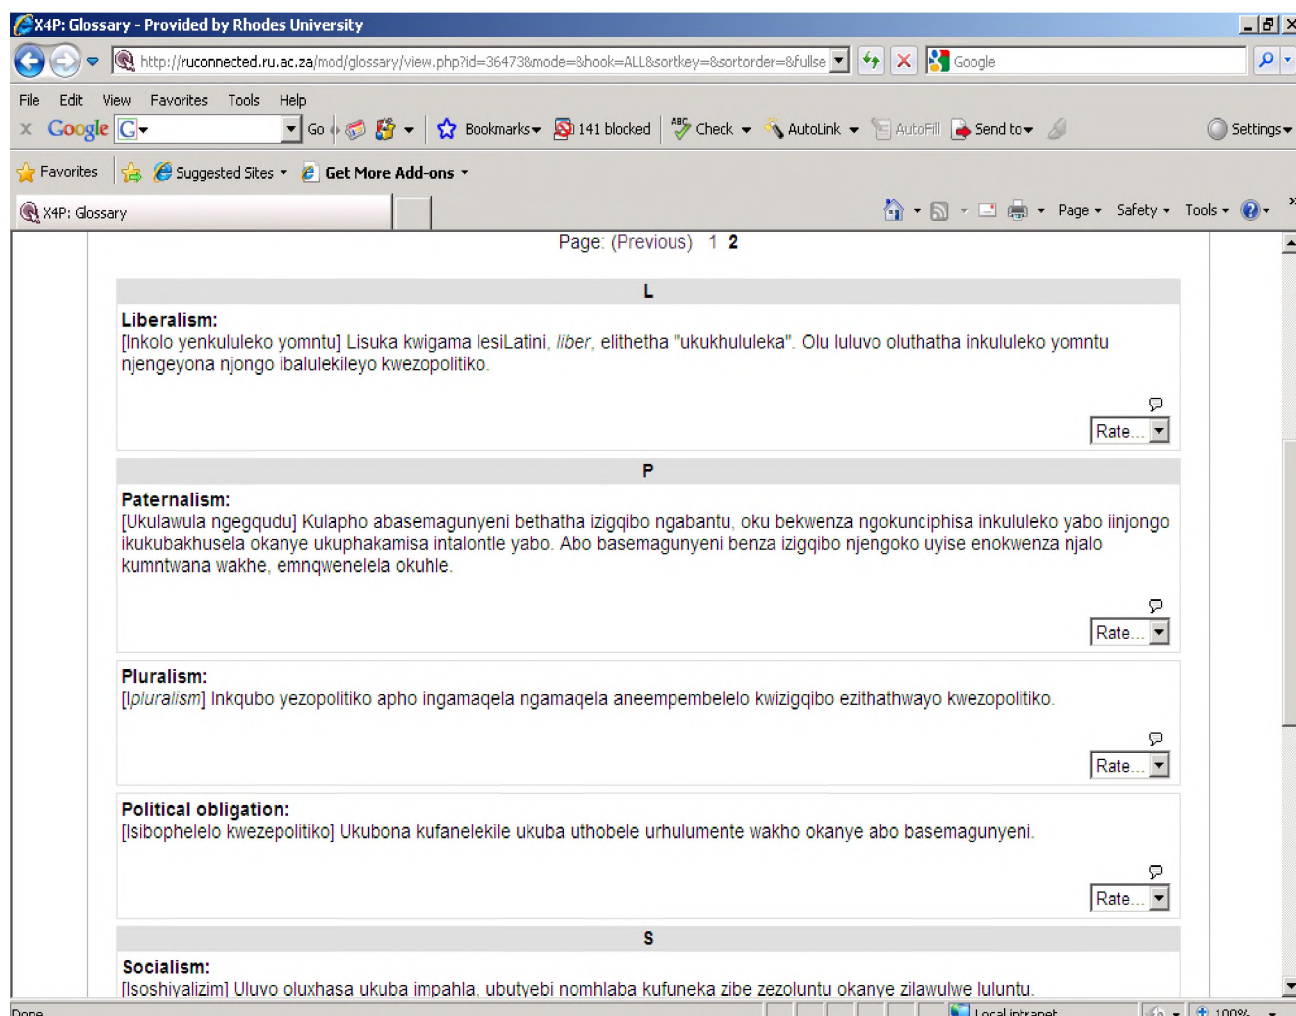 X4P: Glossary - Provided by Rhodes University
http://ruconnected.ru.ac.za/mod/glossary/view.php?id=36473&mode=&hook=ALL&sortkey=&sortorder=&fullse
Google
File Edit View Favorites Tools Help
x Google G Go Bookmarks 141 blocked ABC Check AutoLink AutoFill Send to Settings
Favorites Suggested Sites Get More Add-ons
X4P: Glossary Page Safety Tools
Page: (Previous) 1 2
L
Liberalism:
[Inkolo yenkululeko yomntu] Lisuka kwigama lesiLatini, liber, elithetha "ukukhululeka". Olu luluvo oluthatha inkululeko yomntu
njengeyona njongo ibalulekileyo kwezopolitiko.
Rate...
P
Paternalism:
[Ukulawula ngegqudu] Kulapho abasemagunyeni bethatha izigqibo ngabantu, oku bekwenza ngokunciphisa inkululeko yabo iinjongo
ikukubakhusela okanye ukuphakamisa intalontle yabo. Abo basemagunyeni benza izigqibo njengoko uyise enokwenza njalo
kumntwana wakhe, emnqwenelela okuhle.
Rate...
Pluralism:
[Ipluralism] Inkqubo yezopolitiko apho ingamaqela ngamaqela aneempembelelo kwizigqibo ezithathwayo kwezopolitiko.
Rate...
Political obligation:
[Isibophelelo kwezepolitiko] Ukubona kufanelekile ukuba uthobele urhulumente wakho okanye abo basemagunyeni.
Rate...
S
Socialism:
[Isoshiyalizim] Uluvo oluxhasa ukuba impahla, ubutyebi nomhlaba kufuneka zibe zezoluntu okanye zilawulwe luluntu.
Done Local intranet 100%